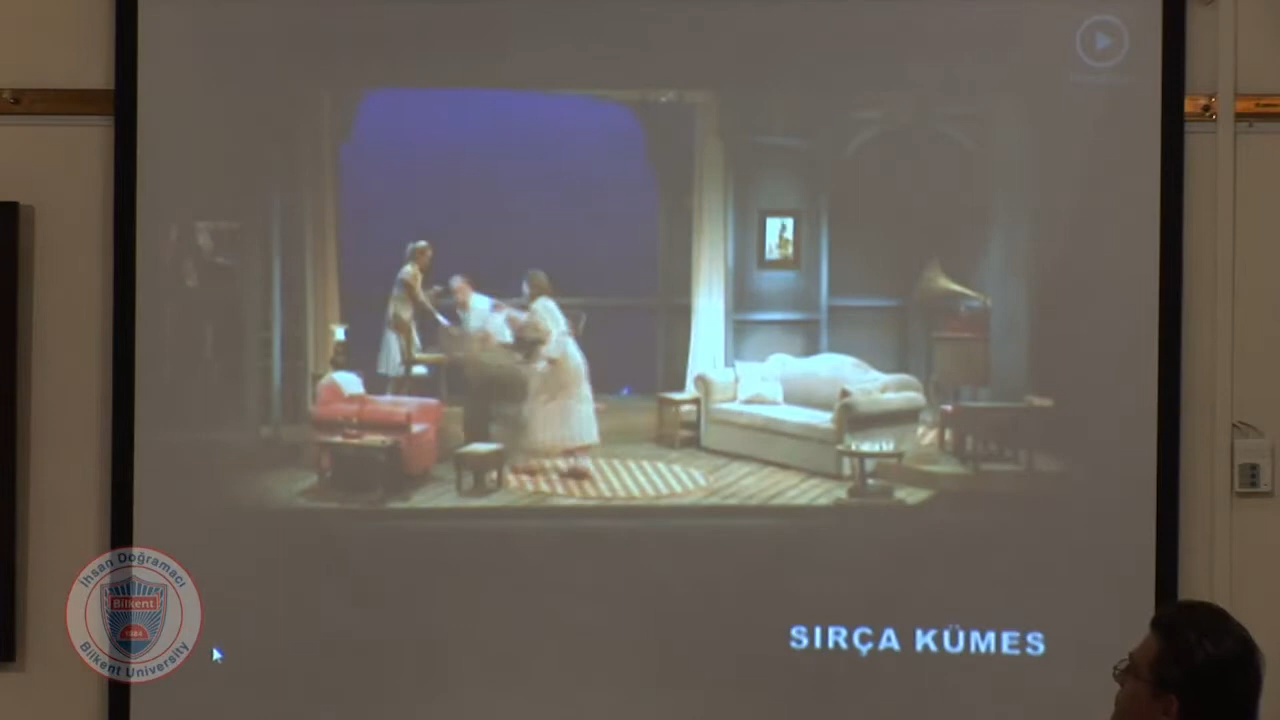 SIRÇA KÜMES
İhsan Doğramacı
Bilkent
1984
Bilkent University